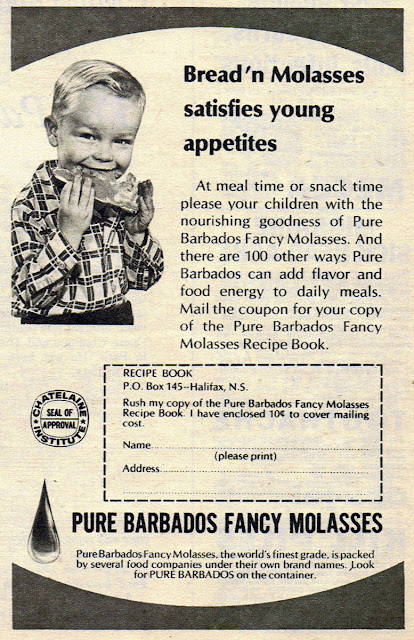 Bread'n Molasses
satisfies young
appetites
At meal time or snack time
please your children with the
nourishing goodness of Pure
Barbados Fancy Molasses. And
there are 100 other ways Pure
Barbados can add flavor and
food energy to daily meals.
Mail the coupon for your copy
of the Pure Barbados Fancy
Molasses Recipe Book.
RECIPE BOOK
P.O. Box 145--Halifax, N.S.
Rush my copy of the Pure Barbados Fancy Molasses
Recipe Book. I have enclosed 10¢ to cover mailing
cost.
Name
(please print)
Address
CHATELAINE
SEAL OF
APPROVAL
INSTITUTE
PURE BARBADOS FANCY MOLASSES
Pure Barbados Fancy Molasses, the world's finest grade, is packed
by several food companies under their own brand names. Look
for PURE BARBADOS on the container.